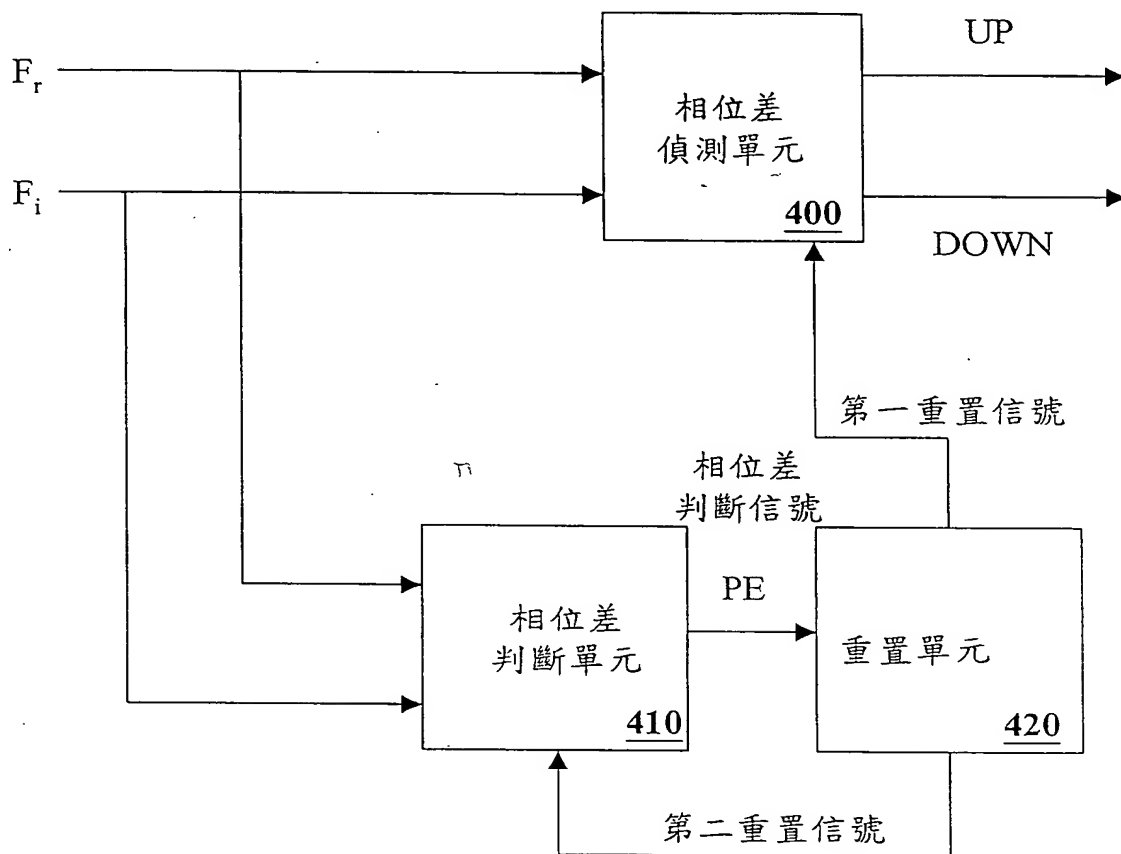 UP
F_r
相位差
偵測單元
F_i
400
DOWN
第一重置信號
相位差
判斷信號
PE
相位差
判斷單元
重置單元
410
420
第二重置信號